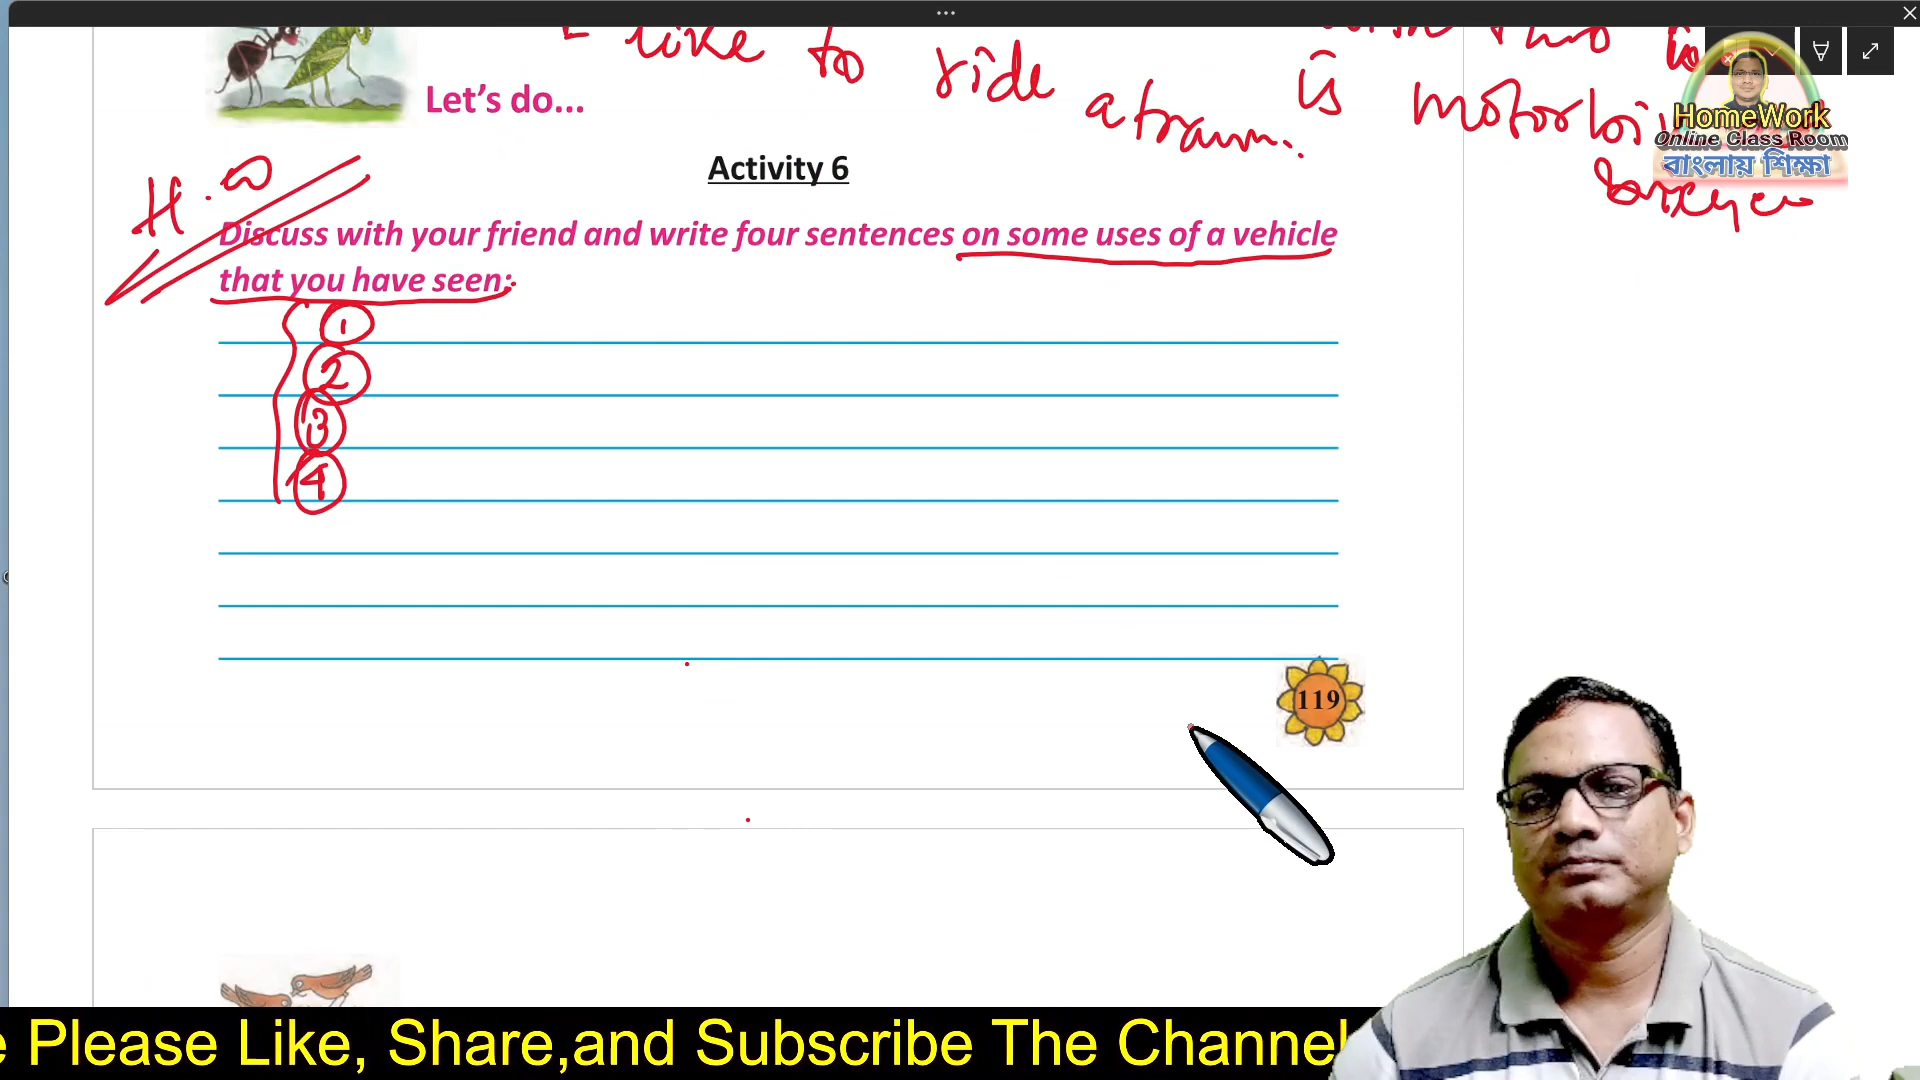 like to ride
a tram.
is motorbi
HomeWork
Online Class Room
বাংলায় শিক্ষা
Let's do...
Activity 6
H.W
Discuss with your friend and write four sentences on some uses of a vehicle
that you have seen:
1
2
3
4
119
Please Like, Share,and Subscribe The Channel